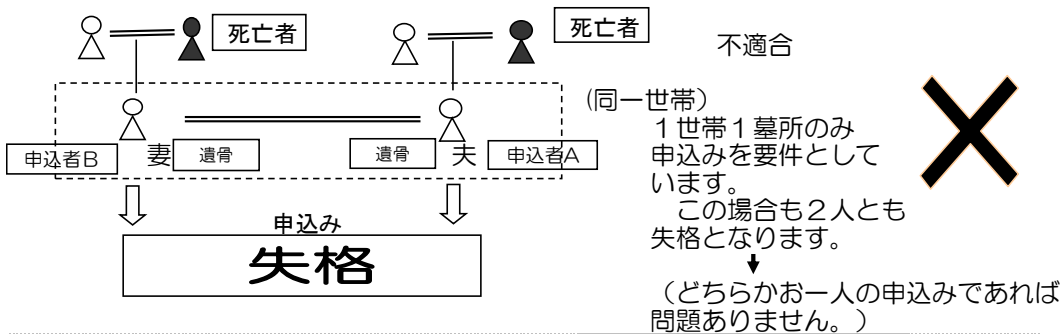 死亡者
死亡者
不適合
(同一世帯)
1世帯1墓所のみ
申込みを要件として
います。
この場合も2人とも
失格となります。
(どちらかお一人の申込みであれば
問題ありません。)
申込者B 妻 遺骨 遺骨 夫 申込者A
申込み
失格